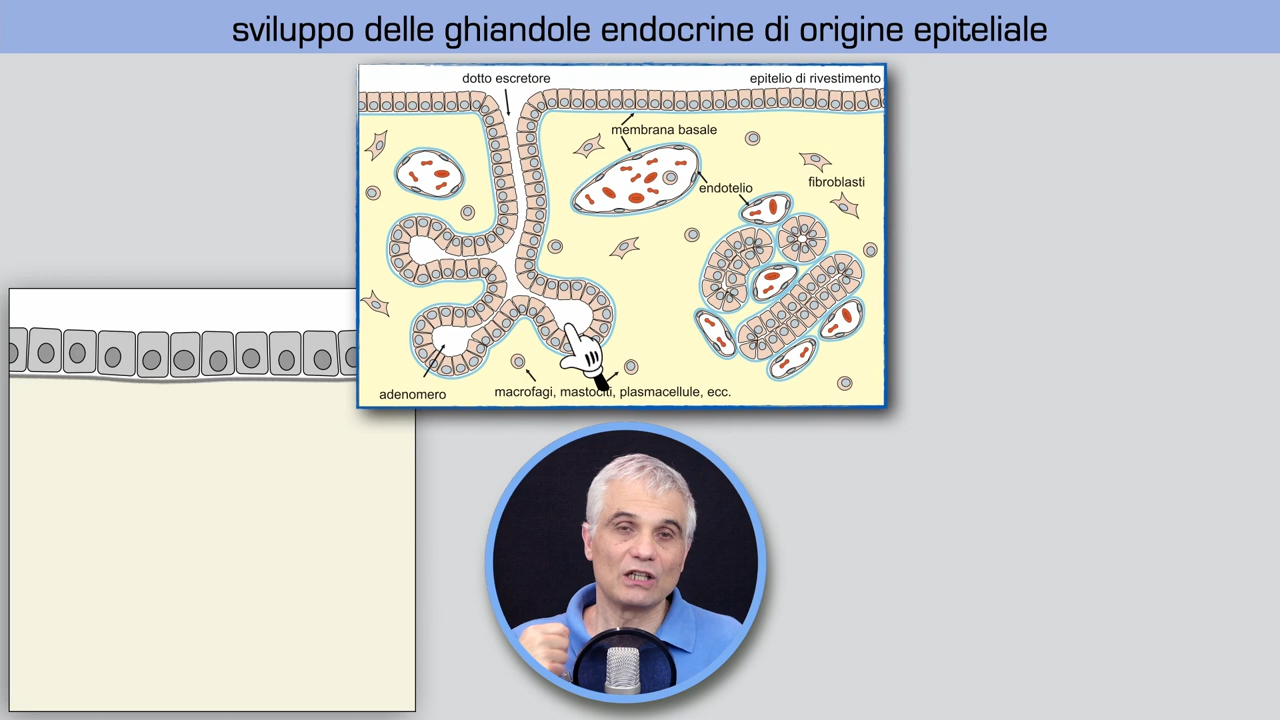 sviluppo delle ghiandole endocrine di origine epiteliale
dotto escretore
epitelio di rivestimento
membrana basale
endotelio
fibroblasti
adenomero
macrofagi, mastociti, plasmacellule, ecc.